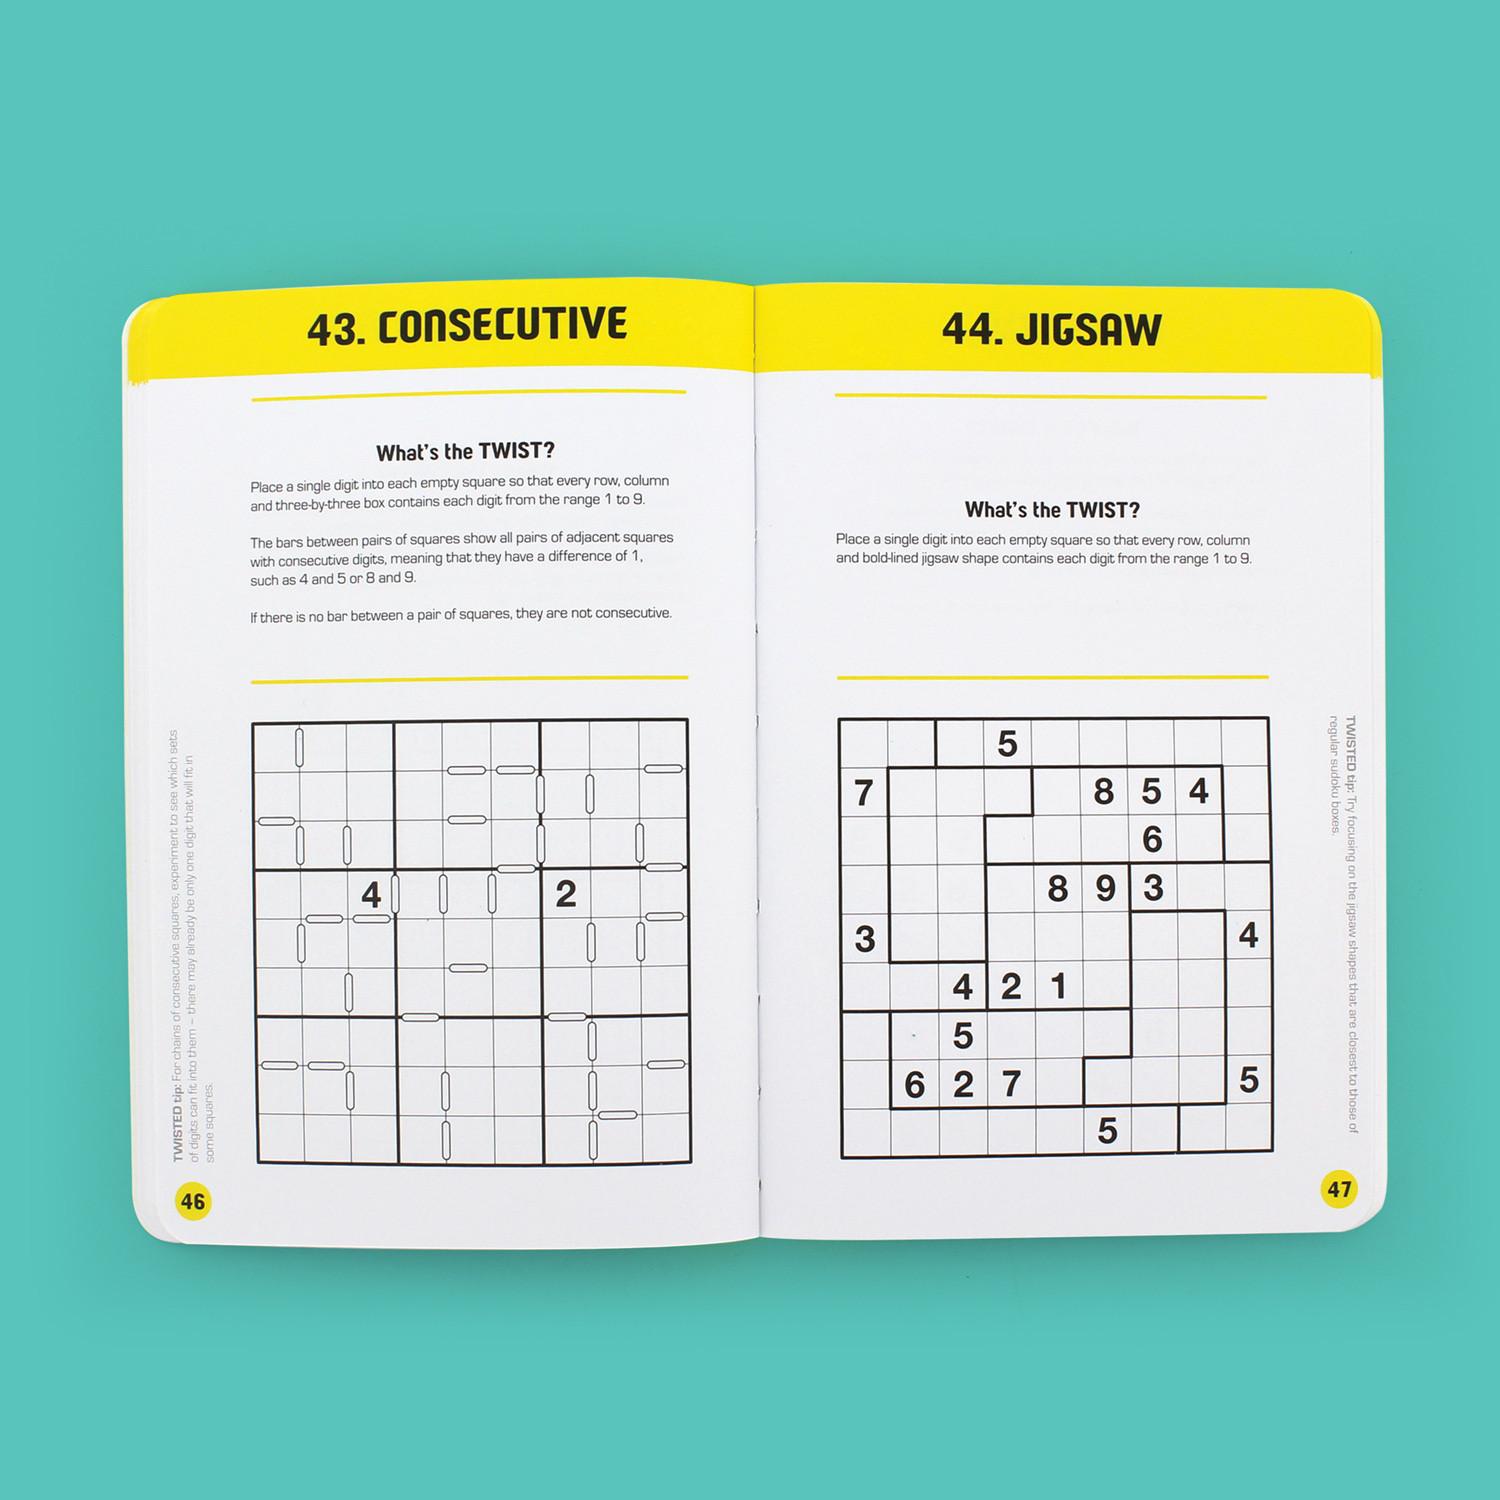 43. CONSECUTIVE
What's the TWIST?
Place a single digit into each empty square so that every row, column
and three-by-three box contains each digit from the range 1 to 9.
The bars between pairs of squares show all pairs of adjacent squares
with consecutive digits, meaning that they have a difference of 1,
such as 4 and 5 or 8 and 9.
If there is no bar between a pair of squares, they are not consecutive.
4 2
TWISTED tip: For chains of consecutive squares, experiment to see which sets
of digits can fit into them – there may already be only one digit that will fit in
some squares.
46
44. JIGSAW
What's the TWIST?
Place a single digit into each empty square so that every row, column
and bold-lined jigsaw shape contains each digit from the range 1 to 9.
5
7 8 5 4
6
8 9 3
3 4
4 2 1
5
6 2 7 5
5
TWISTED tip: Try focusing on the jigsaw shapes that are closest to those of
regular sudoku boxes.
47